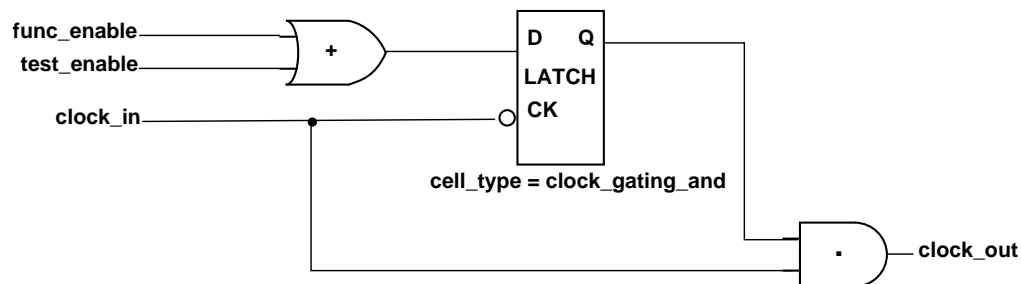 func_enable
test_enable
+
D Q
LATCH
CK
clock_in
cell_type = clock_gating_and
.
clock_out